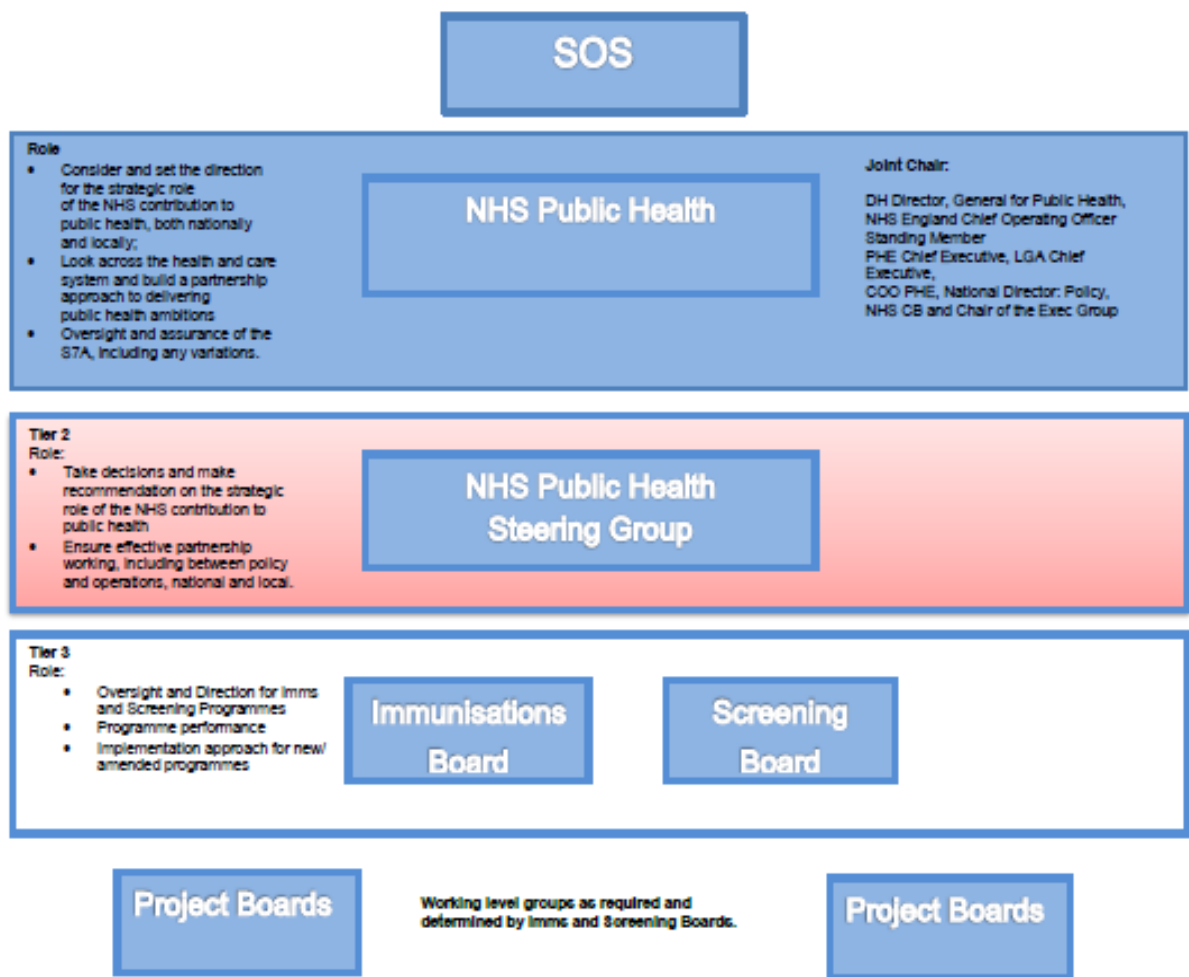 SOS
Role
• Consider and set the direction
for the strategic role
of the NHS contribution to
public health, both nationally
and locally;
• Look across the health and care
system and build a partnership
approach to delivering
public health ambitions
• Oversight and assurance of the
S7A, including any variations.
NHS Public Health
Joint Chair:
DH Director, General for Public Health,
NHS England Chief Operating Officer
Standing Member
PHE Chief Executive, LGA Chief
Executive,
COO PHE, National Director: Policy,
NHS CB and Chair of the Exec Group
Tier 2
Role:
• Take decisions and make
recommendation on the strategic
role of the NHS contribution to
public health
• Ensure effective partnership
working, including between policy
and operations, national and local.
NHS Public Health
Steering Group
Tier 3
Role:
• Oversight and Direction for Imms
and Screening Programmes
• Programme performance
• Implementation approach for new/
amended programmes
Immunisations
Board
Screening
Board
Project Boards
Working level groups as required and
determined by Imms and Screening Boards.
Project Boards